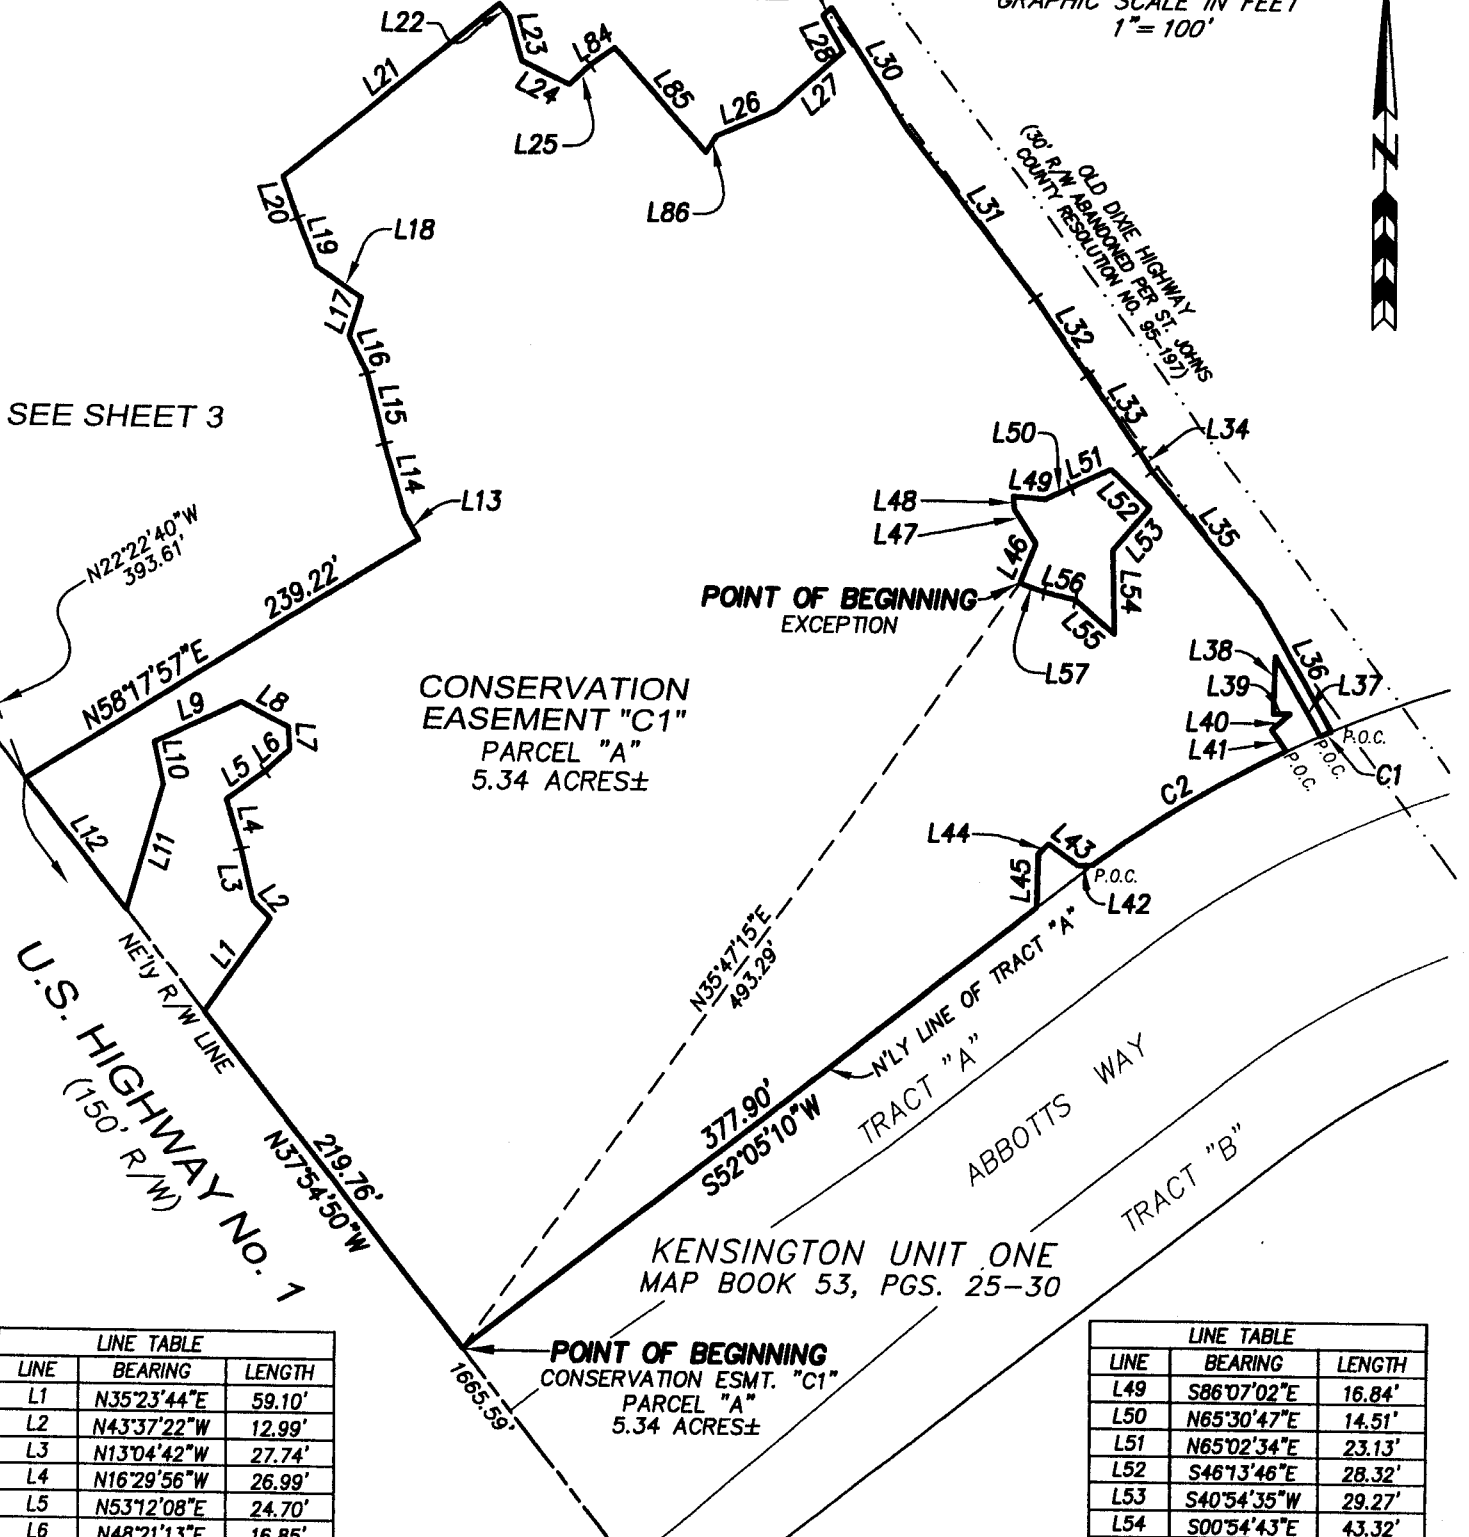 GRAPHIC SCALE IN FEET
1"= 100'
L22
L23
L84
L28
L30
L21
L24
L85
L26
L27
L25
L86
OLD DIXIE HIGHWAY
(30' R/W ABANDONED PER ST. JOHNS
COUNTY RESOLUTION NO. 95-197)
N
L20
L19
L18
L31
L17
L16
L32
L15
L33
SEE SHEET 3
L14
L13
L34
L50
L51
L49
L48
L52
L47
L53
L35
L46
N22°22'40"W
393.61'
239.22'
N58°17'57"E
POINT OF BEGINNING
EXCEPTION
L56
L54
L55
L57
L38
L36
L39
L37
L40
L41
P.O.C.
P.O.C.
P.O.C.
C1
C2
CONSERVATION
EASEMENT "C1"
PARCEL "A"
5.34 ACRES±
L9
L8
L7
L10
L6
L5
L12
L11
L4
L3
L2
L1
L44
L43
L45
P.O.C.
L42
N35°47'15"E
493.29'
NE'ly R/W LINE
U.S. HIGHWAY No. 1
(150' R/W)
219.76'
N37°54'50"W
N'LY LINE OF TRACT "A"
377.90'
S52°05'10"W
TRACT "A"
ABBOTTS WAY
TRACT "B"
KENSINGTON UNIT ONE
MAP BOOK 53, PGS. 25-30
POINT OF BEGINNING
CONSERVATION ESMT. "C1"
PARCEL "A"
5.34 ACRES±
1665.59'
LINE TABLE
LINE BEARING LENGTH
L1 N35°23'44"E 59.10'
L2 N43°37'22"W 12.99'
L3 N13°04'42"W 27.74'
L4 N16°29'56"W 26.99'
L5 N53°12'08"E 24.70'
L6 N48°21'13"E 16.85'
LINE TABLE
LINE BEARING LENGTH
L49 S86°07'02"E 16.84'
L50 N65°30'47"E 14.51'
L51 N65°02'34"E 23.13'
L52 S46°13'46"E 28.32'
L53 S40°54'35"W 29.27'
L54 S00°54'43"E 43.32'